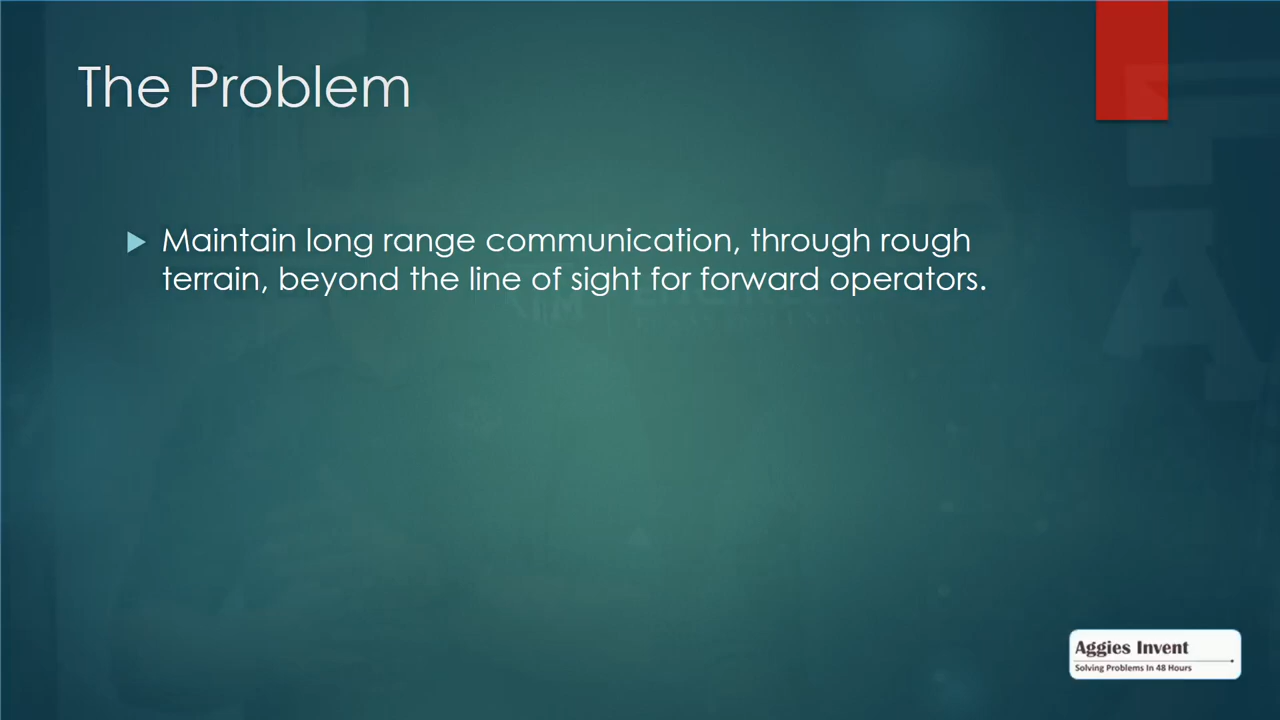 The Problem
Maintain long range communication, through rough
terrain, beyond the line of sight for forward operators.
Aggies Invent
Solving Problems In 48 Hours